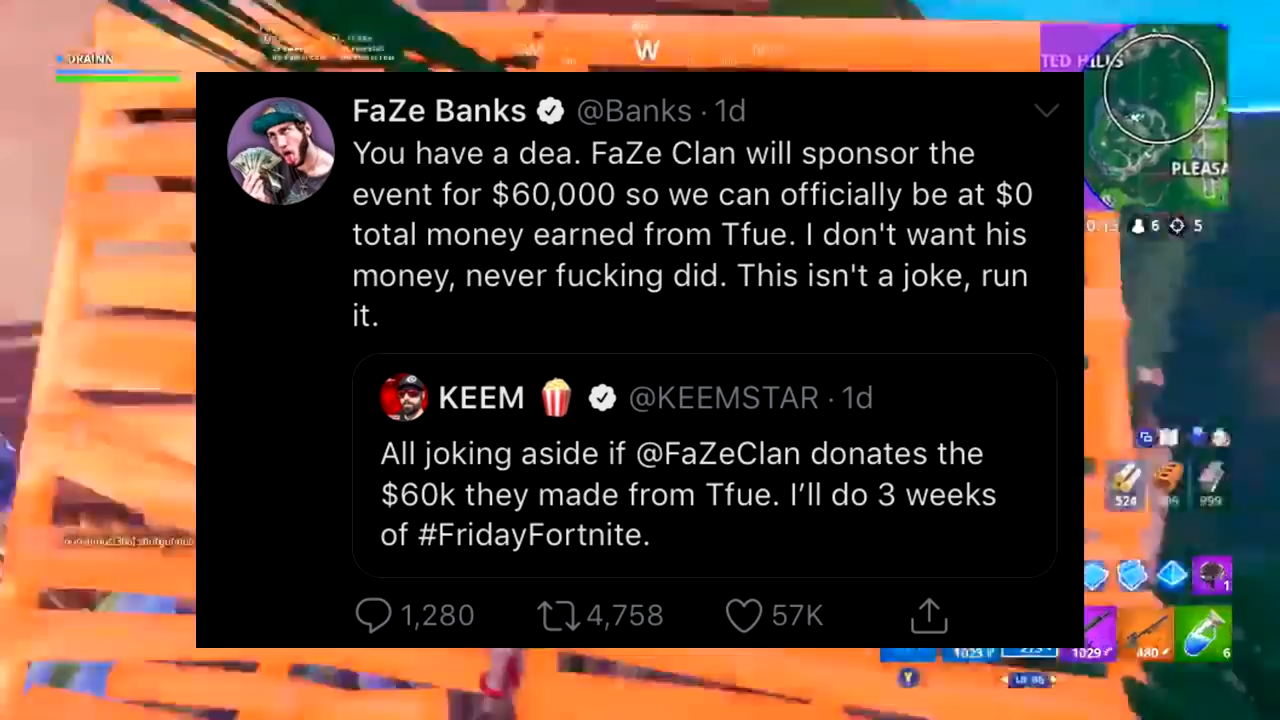 DRAINN
W
TED HILLS
FaZe Banks @Banks · 1d
You have a dea. FaZe Clan will sponsor the
event for $60,000 so we can officially be at $0
total money earned from Tfue. I don't want his
money, never fucking did. This isn't a joke, run
it.
PLEASA
6 5
KEEM 🍿 @KEEMSTAR · 1d
All joking aside if @FaZeClan donates the
$60k they made from Tfue. I’ll do 3 weeks
of #FridayFortnite.
524 999
1
1,280 4,758 57K
1023 1029 480 6
Y